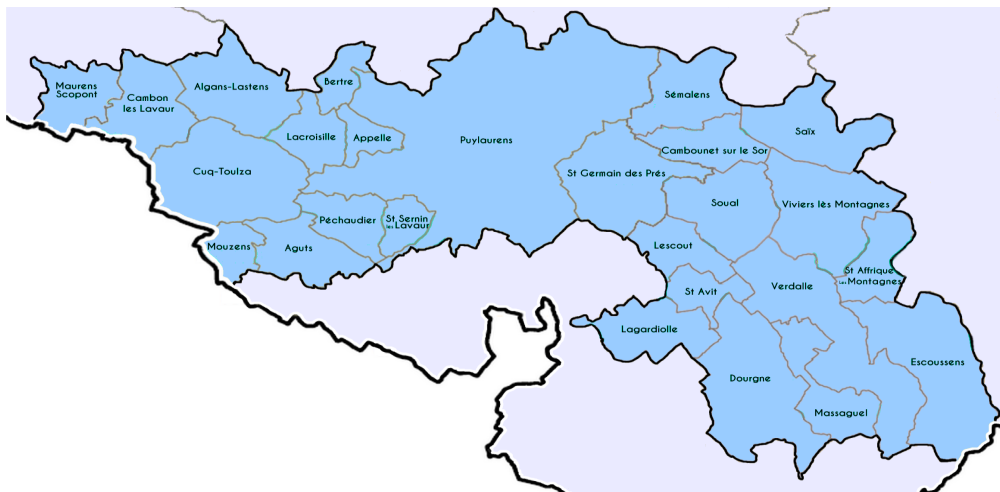 Maurens
Scopont
Cambon
les Lavaur
Algans-Lastens
Bertre
Lacroisille
Appelle
Puylaurens
Sémalens
Saïx
Cambounet sur le Sor
Cuq-Toulza
St Germain des Prés
Soual
Viviers lès Montagnes
Péchaudier
St Sernin
les Lavaur
Mouzens
Aguts
Lescout
St Avit
Verdalle
St Affrique
les Montagnes
Lagardiolle
Escoussens
Dourgne
Massaguel